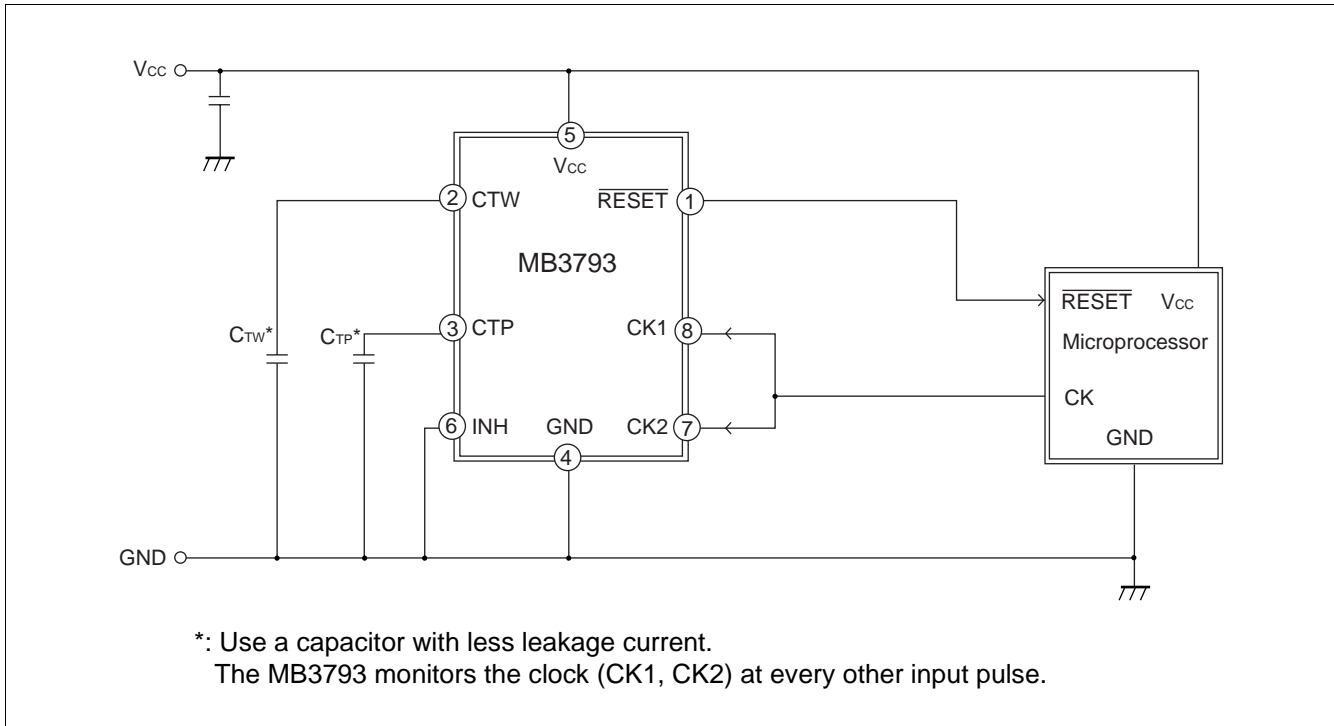 Vcc
5
Vcc
2 CTW
RESET 1
MB3793
RESET Vcc
3 CTP
CK1 8
CTW*
CTP*
Microprocessor
CK
6 INH
GND
CK2 7
GND
4
GND
*: Use a capacitor with less leakage current.
The MB3793 monitors the clock (CK1, CK2) at every other input pulse.